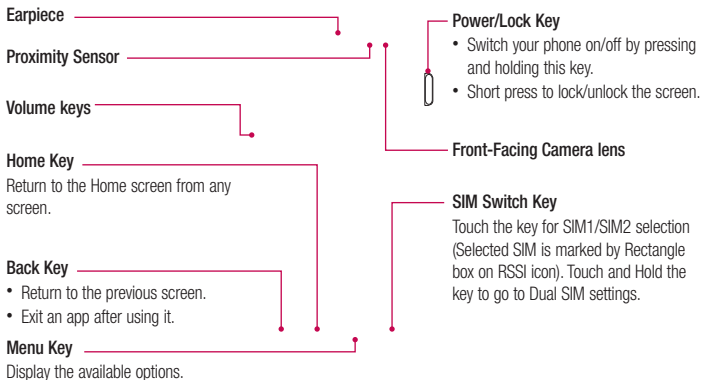 Earpiece
Proximity Sensor
Volume keys
Home Key
Return to the Home screen from any
screen.
Back Key
• Return to the previous screen.
• Exit an app after using it.
Menu Key
Display the available options.
Power/Lock Key
• Switch your phone on/off by pressing
and holding this key.
• Short press to lock/unlock the screen.
Front-Facing Camera lens
SIM Switch Key
Touch the key for SIM1/SIM2 selection
(Selected SIM is marked by Rectangle
box on RSSI icon). Touch and Hold the
key to go to Dual SIM settings.